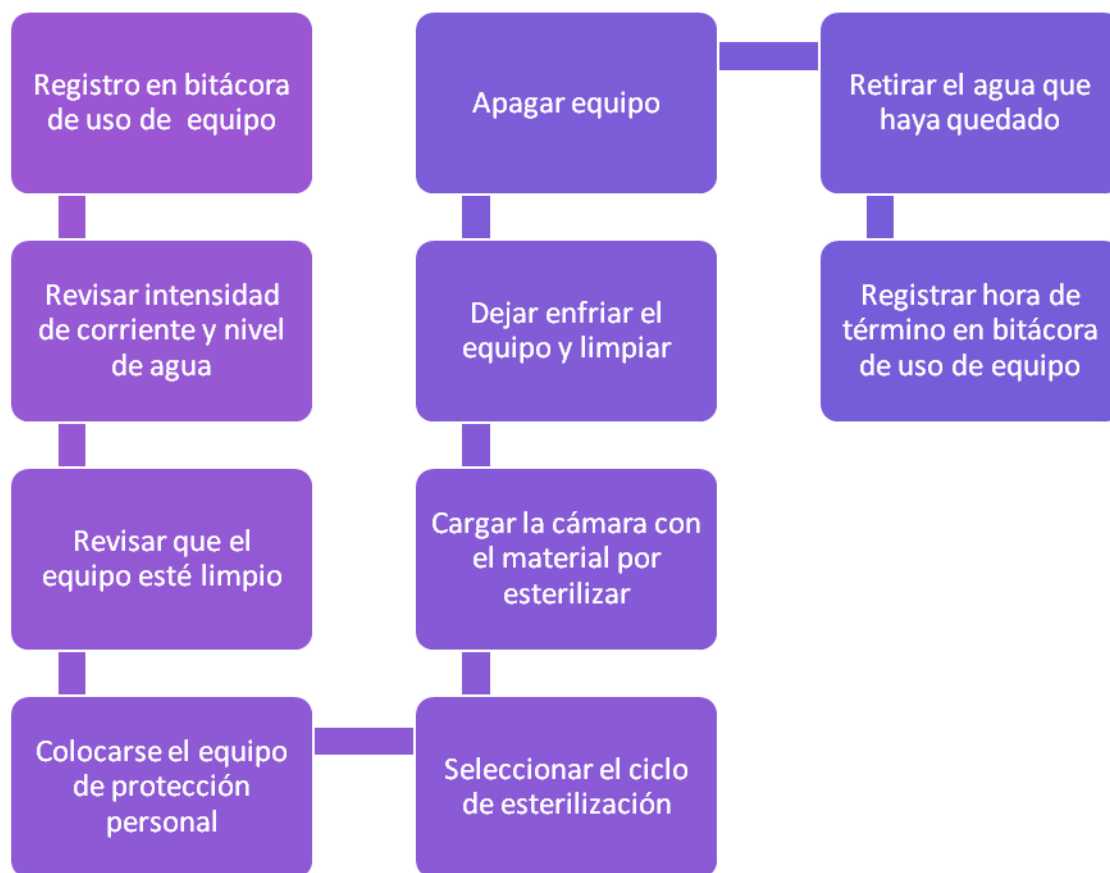 Registro en bitácora
de uso de equipo
Revisar intensidad
de corriente y nivel
de agua
Revisar que el
equipo esté limpio
Colocarse el equipo
de protección
personal
Seleccionar el ciclo
de esterilización
Cargar la cámara con
el material por
esterilizar
Dejar enfriar el
equipo y limpiar
Apagar equipo
Retirar el agua que
haya quedado
Registrar hora de
término en bitácora
de uso de equipo